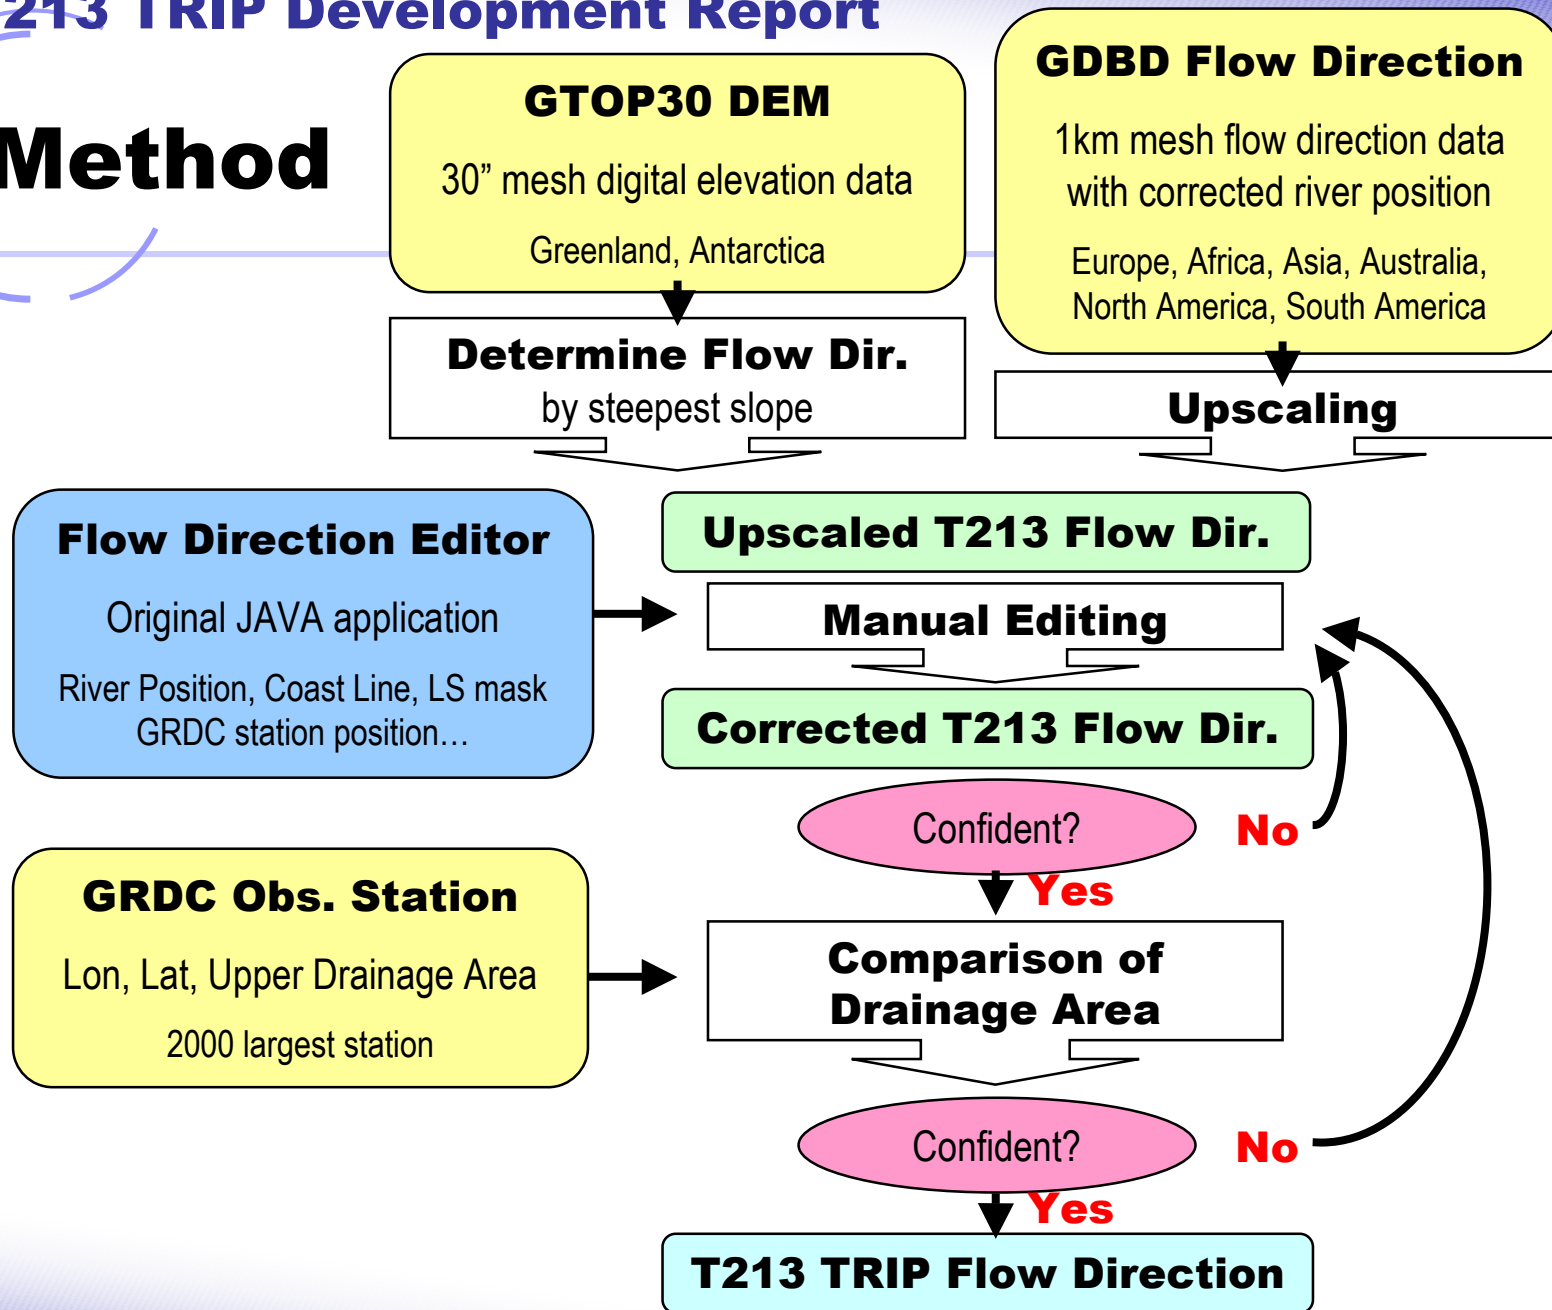 213 TRIP Development Report
Method
GTOP30 DEM
30” mesh digital elevation data
Greenland, Antarctica
GDBD Flow Direction
1km mesh flow direction data
with corrected river position
Europe, Africa, Asia, Australia,
North America, South America
Determine Flow Dir.
by steepest slope
Upscaling
Flow Direction Editor
Original JAVA application
River Position, Coast Line, LS mask
GRDC station position…
Upscaled T213 Flow Dir.
Manual Editing
Corrected T213 Flow Dir.
Confident?
No
Yes
GRDC Obs. Station
Lon, Lat, Upper Drainage Area
2000 largest station
Comparison of
Drainage Area
Confident?
No
Yes
T213 TRIP Flow Direction